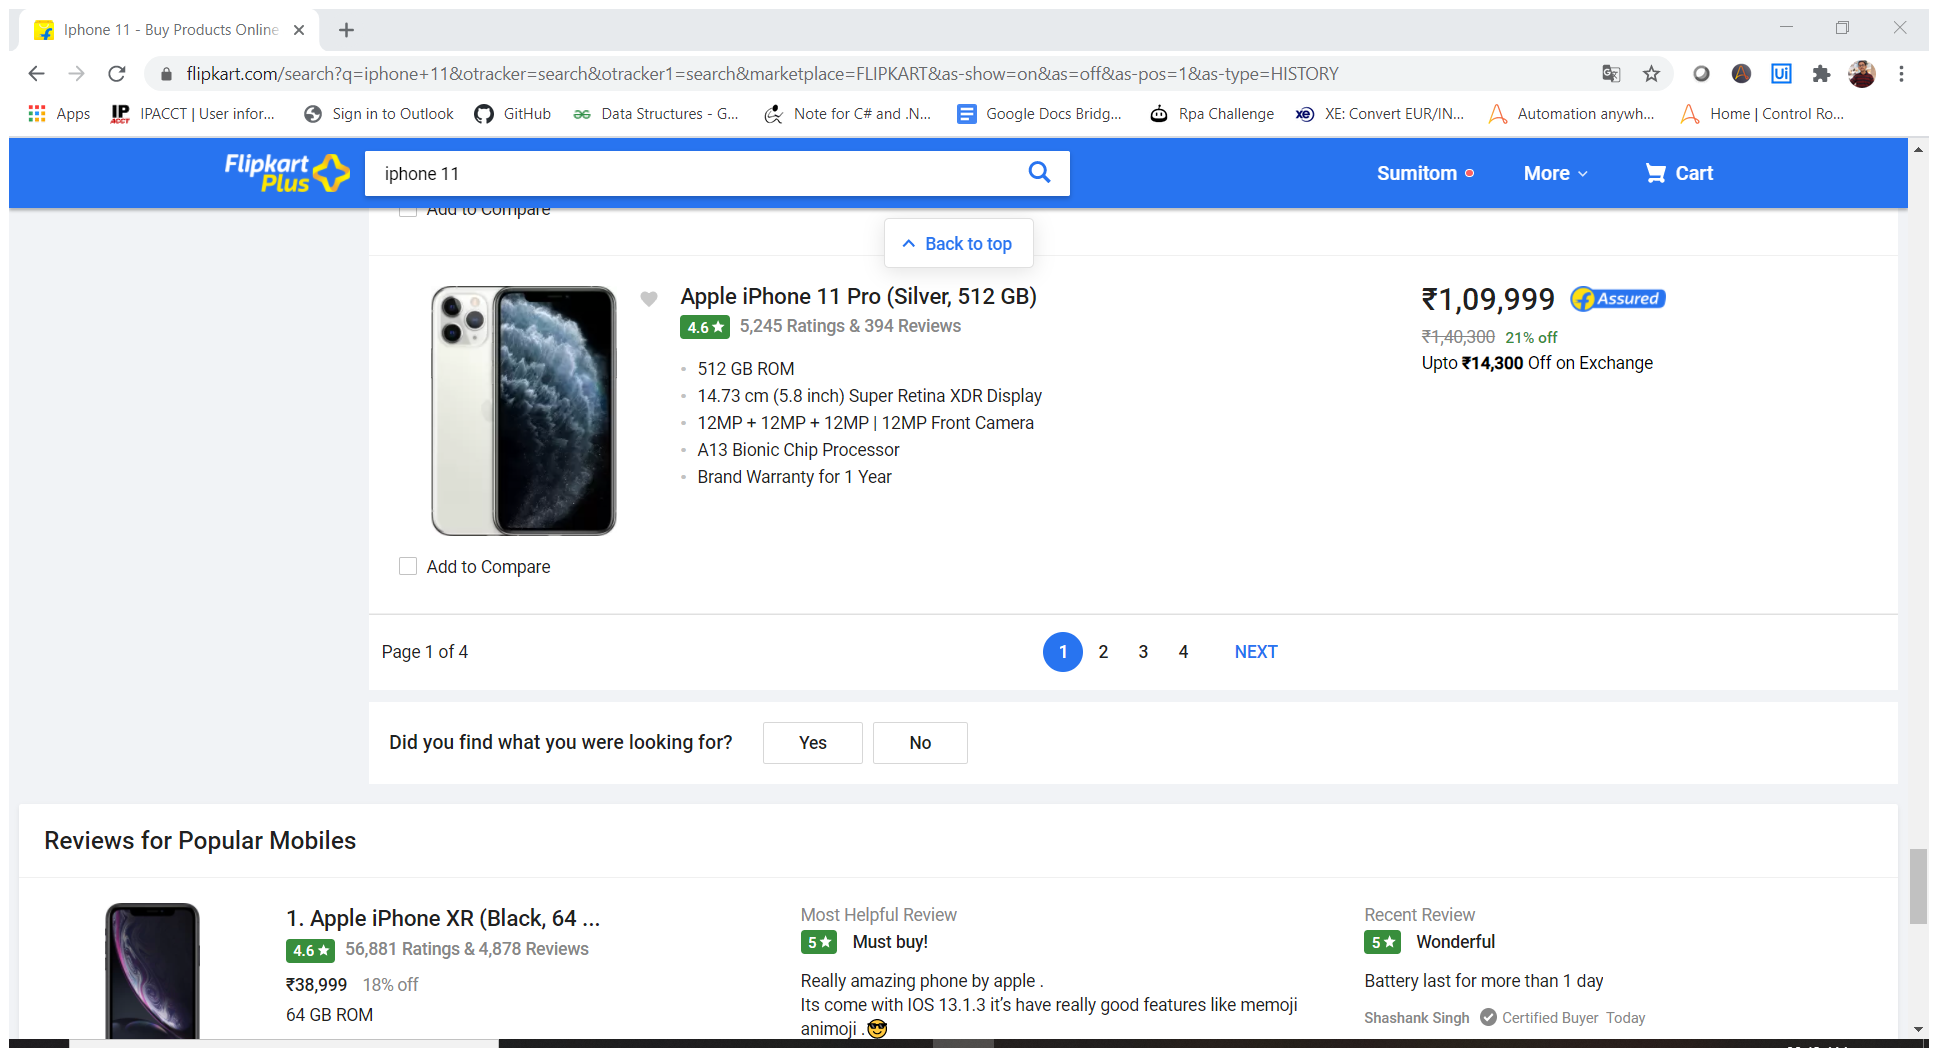 Iphone 11 - Buy Products Online
flipkart.com/search?q=iphone+11&otracker=search&otracker1=search&marketplace=FLIPKART&as-show=on&as=off&as-pos=1&as-type=HISTORY
Apps IPACCT | User infor... Sign in to Outlook GitHub Data Structures - G... Note for C# and .N... Google Docs Bridg... Rpa Challenge XE: Convert EUR/IN... Automation anywh... Home | Control Ro...
Flipkart
Plus
iphone 11
Sumitom More Cart
Add to Compare
Back to top
Apple iPhone 11 Pro (Silver, 512 GB)
4.6★ 5,245 Ratings & 394 Reviews
512 GB ROM
14.73 cm (5.8 inch) Super Retina XDR Display
12MP + 12MP + 12MP | 12MP Front Camera
A13 Bionic Chip Processor
Brand Warranty for 1 Year
₹1,09,999 Assured
₹1,40,300 21% off
Upto ₹14,300 Off on Exchange
Add to Compare
Page 1 of 4 1 2 3 4 NEXT
Did you find what you were looking for? Yes No
Reviews for Popular Mobiles
1. Apple iPhone XR (Black, 64 ...
4.6★ 56,881 Ratings & 4,878 Reviews
₹38,999 18% off
64 GB ROM
Most Helpful Review
5★ Must buy!
Really amazing phone by apple .
Its come with IOS 13.1.3 it's have really good features like memoji
animoji .😎
Recent Review
5★ Wonderful
Battery last for more than 1 day
Shashank Singh Certified Buyer Today